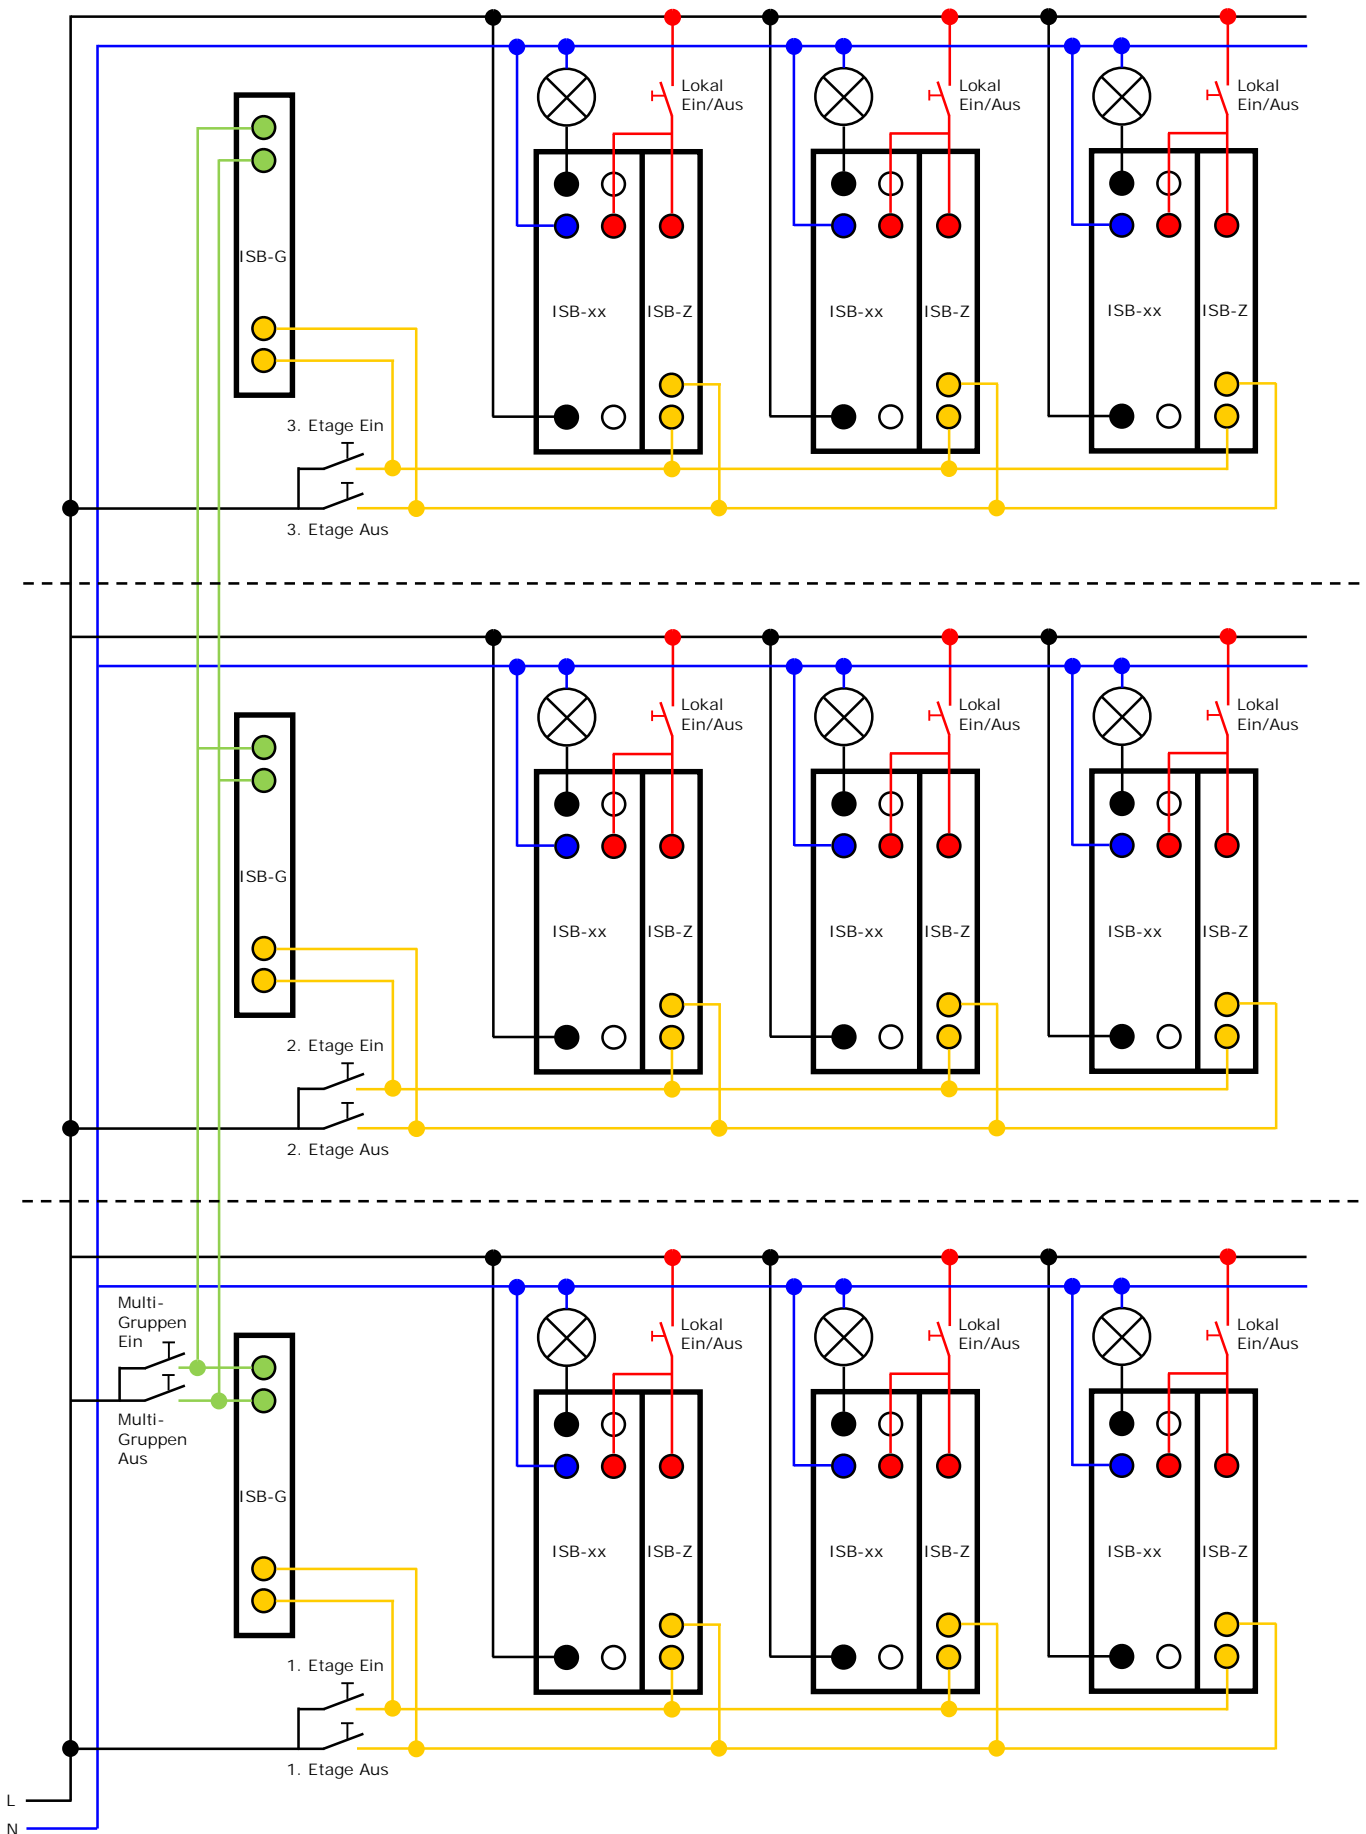 Lokal
Ein/Aus
Lokal
Ein/Aus
Lokal
Ein/Aus
ISB-G
ISB-xx
ISB-Z
ISB-xx
ISB-Z
ISB-xx
ISB-Z
3. Etage Ein
3. Etage Aus
Lokal
Ein/Aus
Lokal
Ein/Aus
Lokal
Ein/Aus
ISB-G
ISB-xx
ISB-Z
ISB-xx
ISB-Z
ISB-xx
ISB-Z
2. Etage Ein
2. Etage Aus
Multi-
Gruppen
Ein
Lokal
Ein/Aus
Lokal
Ein/Aus
Lokal
Ein/Aus
Multi-
Gruppen
Aus
ISB-G
ISB-xx
ISB-Z
ISB-xx
ISB-Z
ISB-xx
ISB-Z
1. Etage Ein
1. Etage Aus
L
N